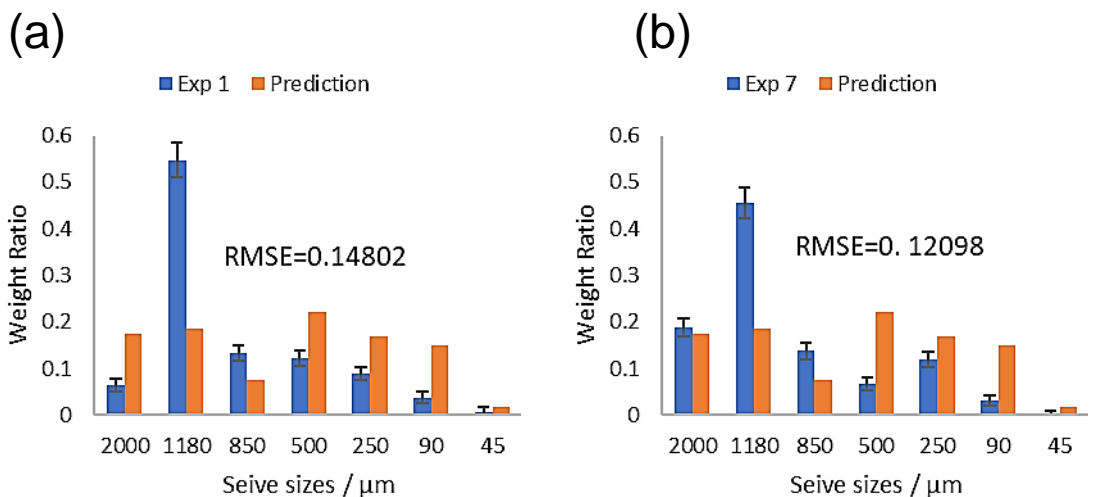 (a)
Exp 1 Prediction
Weight Ratio
0.6
0.5
0.4
0.3
0.2
0.1
0
RMSE=0.14802
2000 1180 850 500 250 90 45
Seive sizes / μm
(b)
Exp 7 Prediction
Weight Ratio
0.6
0.5
0.4
0.3
0.2
0.1
0
RMSE=0. 12098
2000 1180 850 500 250 90 45
Seive sizes / μm